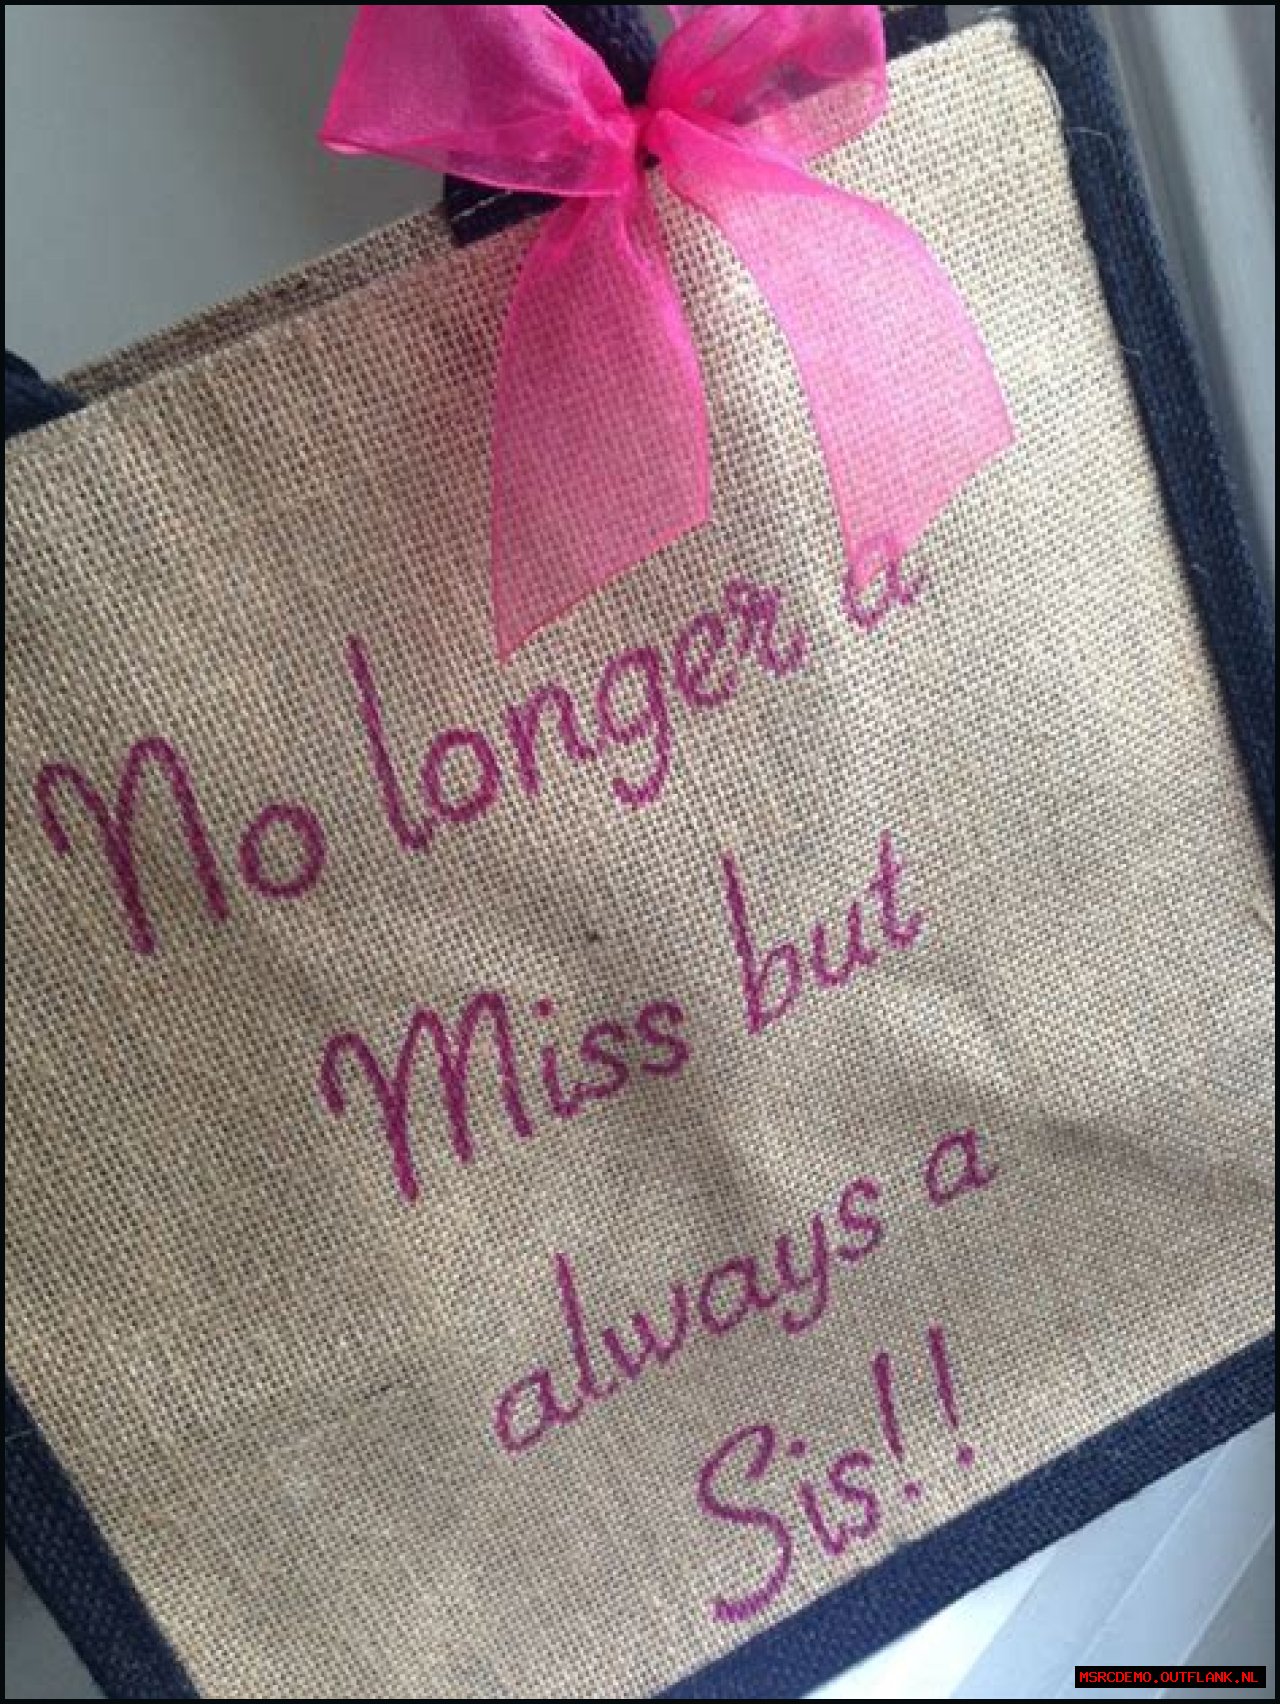 No longer a
Miss but
always a
Sis!!
MSRCDEMO.OUTFLANK.NL